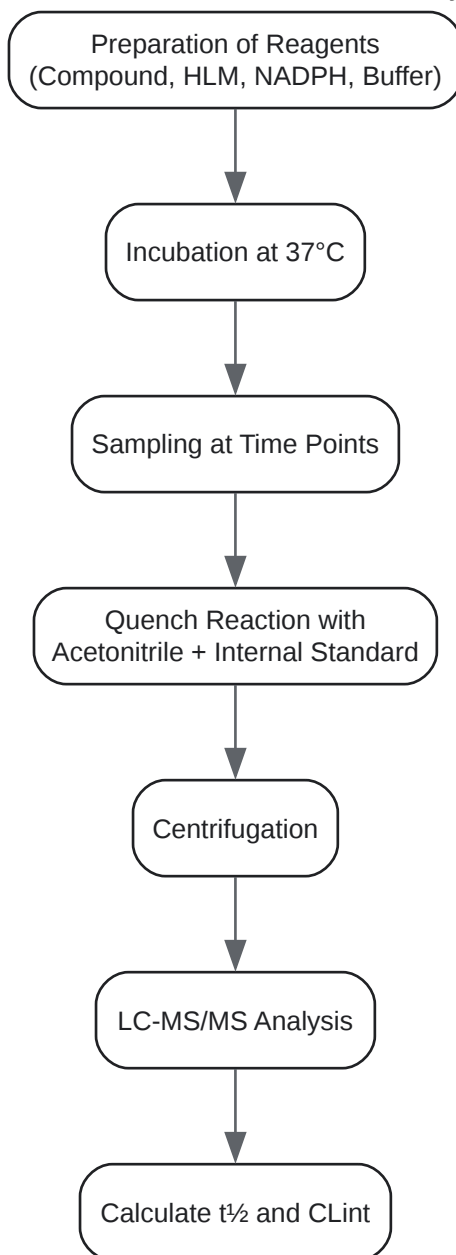 Preparation of Reagents
(Compound, HLM, NADPH, Buffer)
Incubation at 37°C
Sampling at Time Points
Quench Reaction with
Acetonitrile + Internal Standard
Centrifugation
LC-MS/MS Analysis
Calculate t½ and CLint